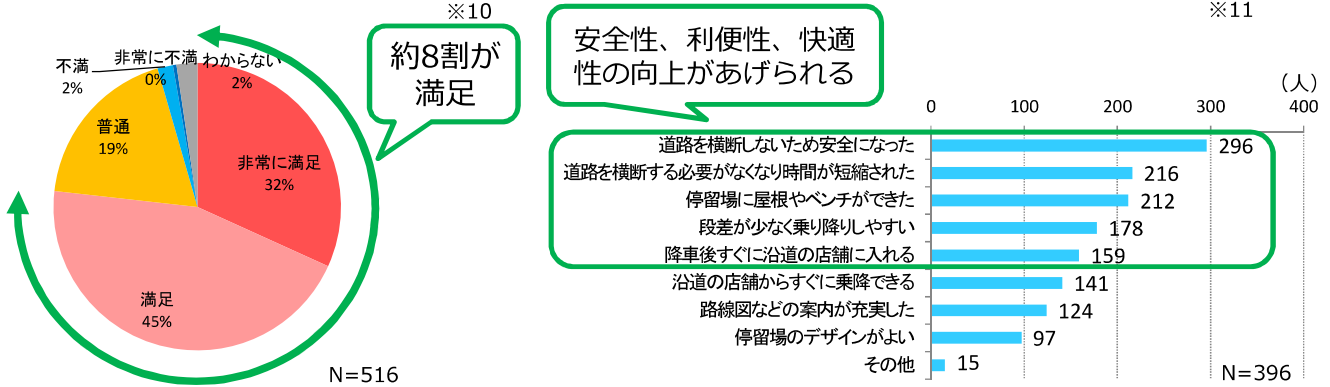 ※10
約8割が
満足
非常に不満
0%
わからない
2%
不満
2%
普通
19%
非常に満足
32%
満足
45%
N=516
※11
安全性、利便性、快適
性の向上があげられる
(人)
0 100 200 300 400
道路を横断しないため安全になった 296
道路を横断する必要がなくなり時間が短縮された 216
停留場に屋根やベンチができた 212
段差が少なく乗り降りしやすい 178
降車後すぐに沿道の店舗に入れる 159
沿道の店舗からすぐに乗降できる 141
路線図などの案内が充実した 124
停留場のデザインがよい 97
その他 15
N=396